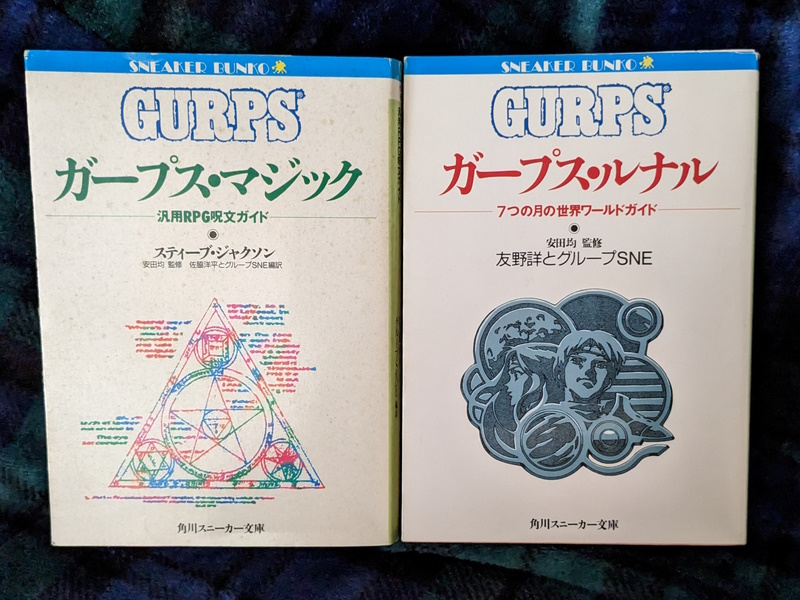 SNEAKER BUNKO
GURPS®
ガープス・マジック
汎用RPG呪文ガイド
スティーブ・ジャクソン
安田均 監修 佐脇洋平とグループSNE編訳
角川スニーカー文庫
SNEAKER BUNKO
GURPS®
ガープス・ルナル
7つの月の世界ワールドガイド
安田均 監修
友野詳とグループSNE
角川スニーカー文庫